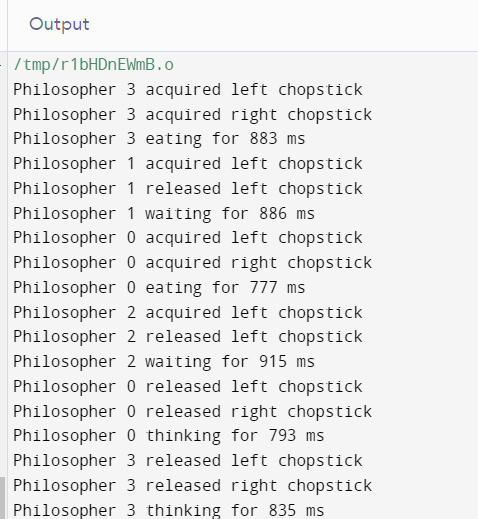 Output
/tmp/r1bHDnEWmB.o
Philosopher 3 acquired left chopstick
Philosopher 3 acquired right chopstick
Philosopher 3 eating for 883 ms
Philosopher 1 acquired left chopstick
Philosopher 1 released left chopstick
Philosopher 1 waiting for 886 ms
Philosopher 0 acquired left chopstick
Philosopher 0 acquired right chopstick
Philosopher 0 eating for 777 ms
Philosopher 2 acquired left chopstick
Philosopher 2 released left chopstick
Philosopher 2 waiting for 915 ms
Philosopher 0 released left chopstick
Philosopher 0 released right chopstick
Philosopher 0 thinking for 793 ms
Philosopher 3 released left chopstick
Philosopher 3 released right chopstick
Philosopher 3 thinking for 835 ms